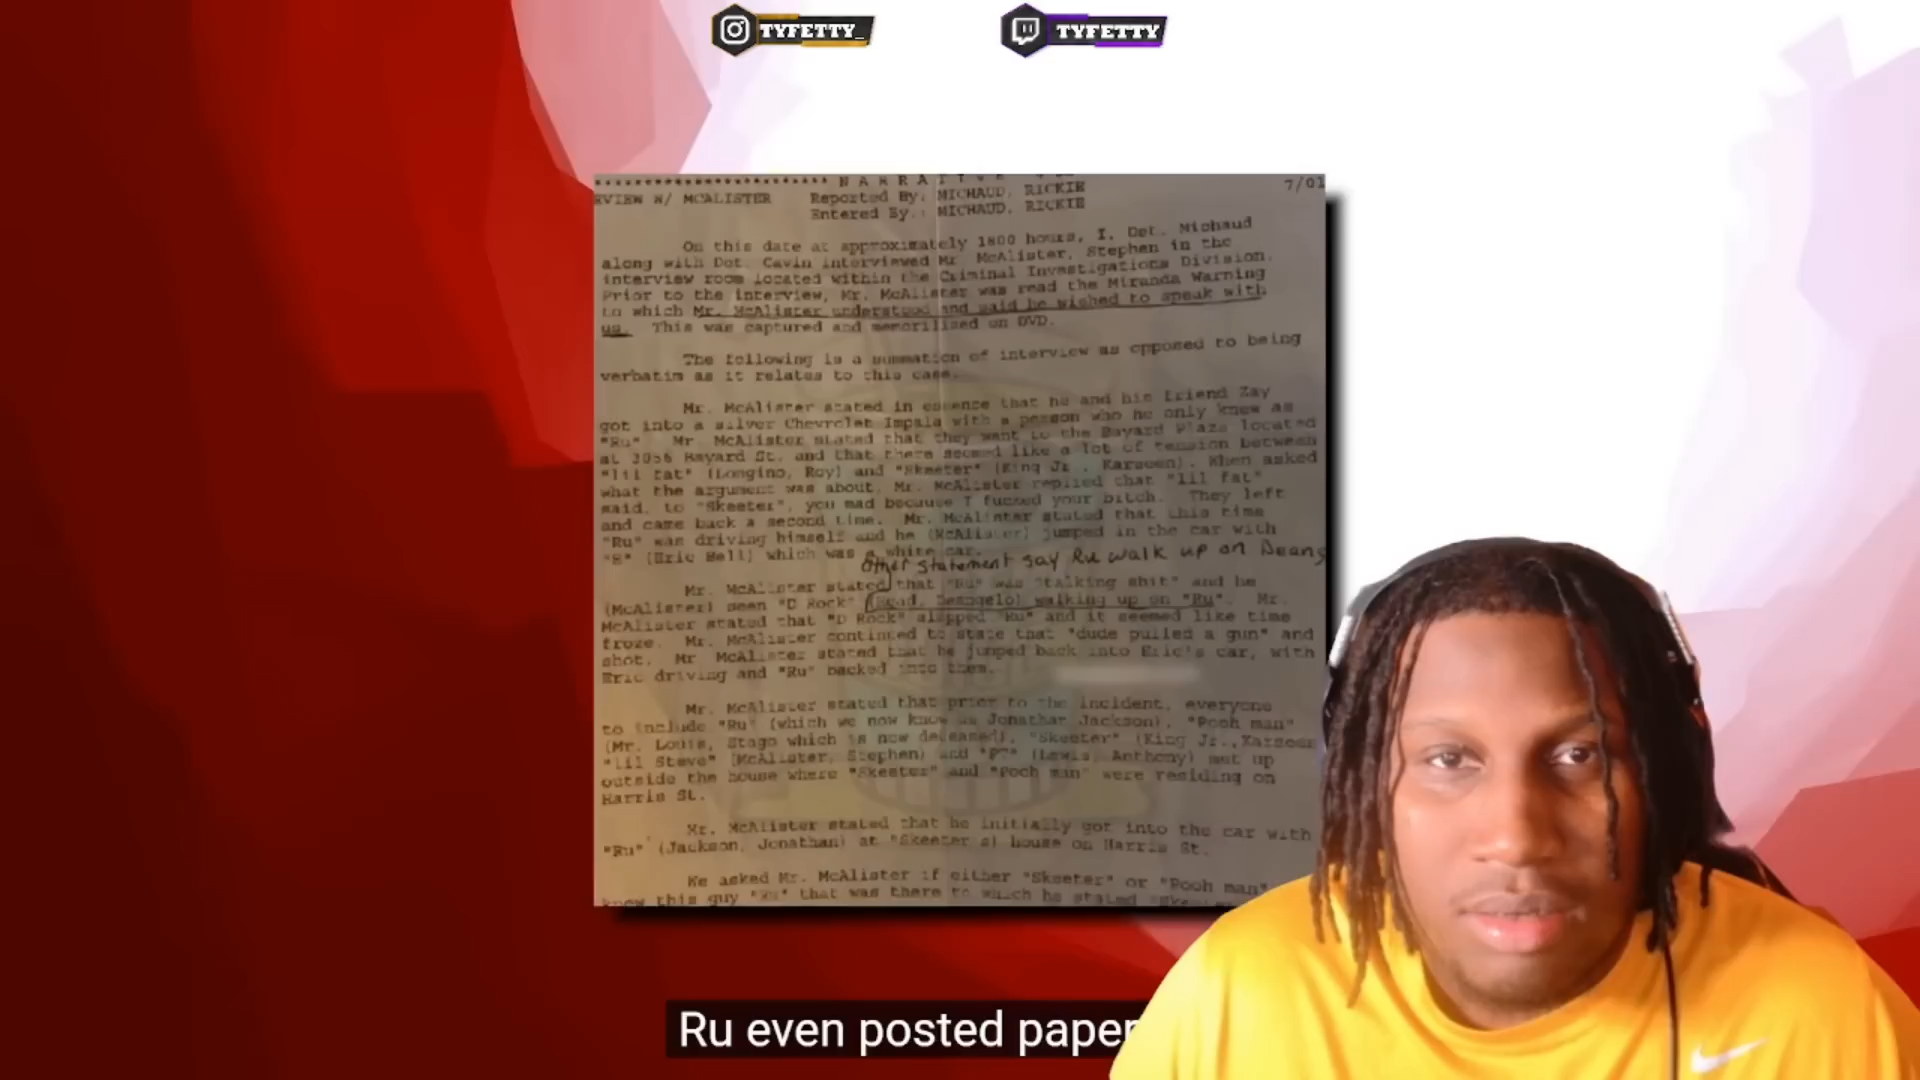 TYFETTY_
TYFETTY
NARRATIVE
7/01
RVIEW W/ MCALISTER Reported By: MICHAUD, RICKIE
Entered By.: MICHAUD, RICKIE
On this date at approximately 1800 hours, I, Det. Michaud
along with Det. Cavin interviewed Mr. McAlister, Stephen in the
interview room located within the Criminal Investigations Division.
Prior to the interview, Mr. McAlister was read the Miranda Warning
to which Mr. McAlister understood and said he wished to speak with
us. This was captured and memorilized on DVD.
The following is a summation of interview as opposed to being
verbatim as it relates to this case.
Mr. McAlister stated in essence that he and his friend Zay
got into a silver Chevrolet Impala with a person who he only knew as
"Ru". Mr. McAlister stated that they went to the Bayard Plaza located
at 3056 Bayard St. and that there seemed like a lot of tension between
"lil fat" (Longino, Roy) and "Skeeter" (King Jr., Karseen). When asked
what the argument was about, Mr. McAlister replied that "lil fat"
said, to "Skeeter", you mad because I fucked your bitch. They left
and came back a second time. Mr. McAlister stated that this time
"Ru" was driving himself and he (McAlister) jumped in the car with
"E" (Eric Bell) which was a white car.
Other statement say Ru walk up on Deang
Mr. McAlister stated that "Ru" was "talking shit" and he
(McAlister) seen "D Rock" (Head, Deangelo) walking up on "Ru". Mr.
McAlister stated that "D Rock" slapped "Ru" and it seemed like time
froze. Mr. McAlister continued to state that "dude pulled a gun" and
shot. Mr. McAlister stated that he jumped back into Eric's car, with
Eric driving and "Ru" backed into them.
Mr. McAlister stated that prior to the incident, everyone
to include "Ru" (which we now know as Jonathan Jackson), "Pooh man"
(Mr. Louis, Stago which is now deceased), "Skeeter" (King Jr., Karseen
"Lil Steve" (McAlister, Stephen) and (Lewis, Anthony) met up
outside the house where "Skeeter" and "Pooh man" were residing on
Harris St.
Mr. McAlister stated that he initially got into the car with
"Ru" (Jackson, Jonathan) at "Skeeter's) house on Harris St.
We asked Mr. McAlister if either "Skeeter" or "Pooh man"
knew this guy "Ru" that was there to which he stated
Ru even posted paper